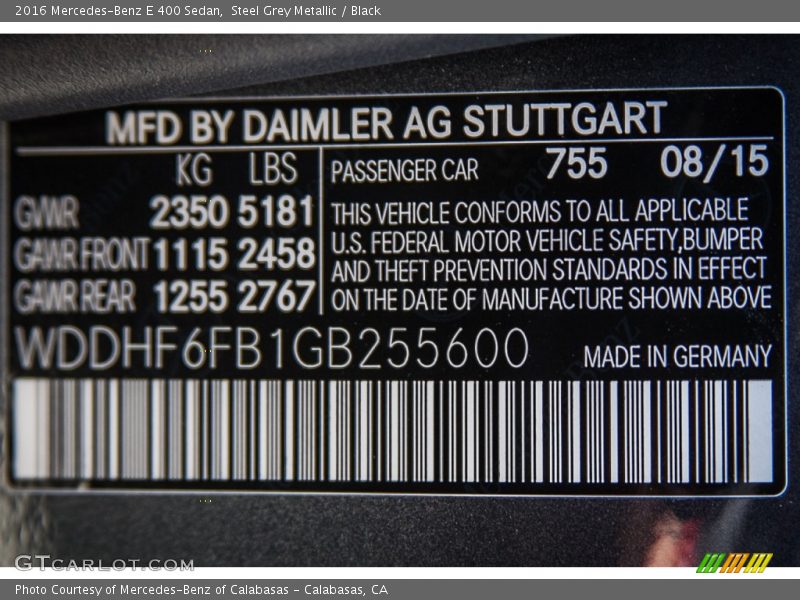 2016 Mercedes-Benz E 400 Sedan,  Steel Grey Metallic / Black
MFD BY DAIMLER AG STUTTGART
KG LBS
GVWR 2350 5181
GAWR FRONT 1115 2458
GAWR REAR 1255 2767
PASSENGER CAR 755 08/15
THIS VEHICLE CONFORMS TO ALL APPLICABLE
U.S. FEDERAL MOTOR VEHICLE SAFETY,BUMPER
AND THEFT PREVENTION STANDARDS IN EFFECT
ON THE DATE OF MANUFACTURE SHOWN ABOVE
WDDHF6FB1GB255600 MADE IN GERMANY
GTCARLOT.COM
Photo Courtesy of Mercedes-Benz of Calabasas - Calabasas, CA